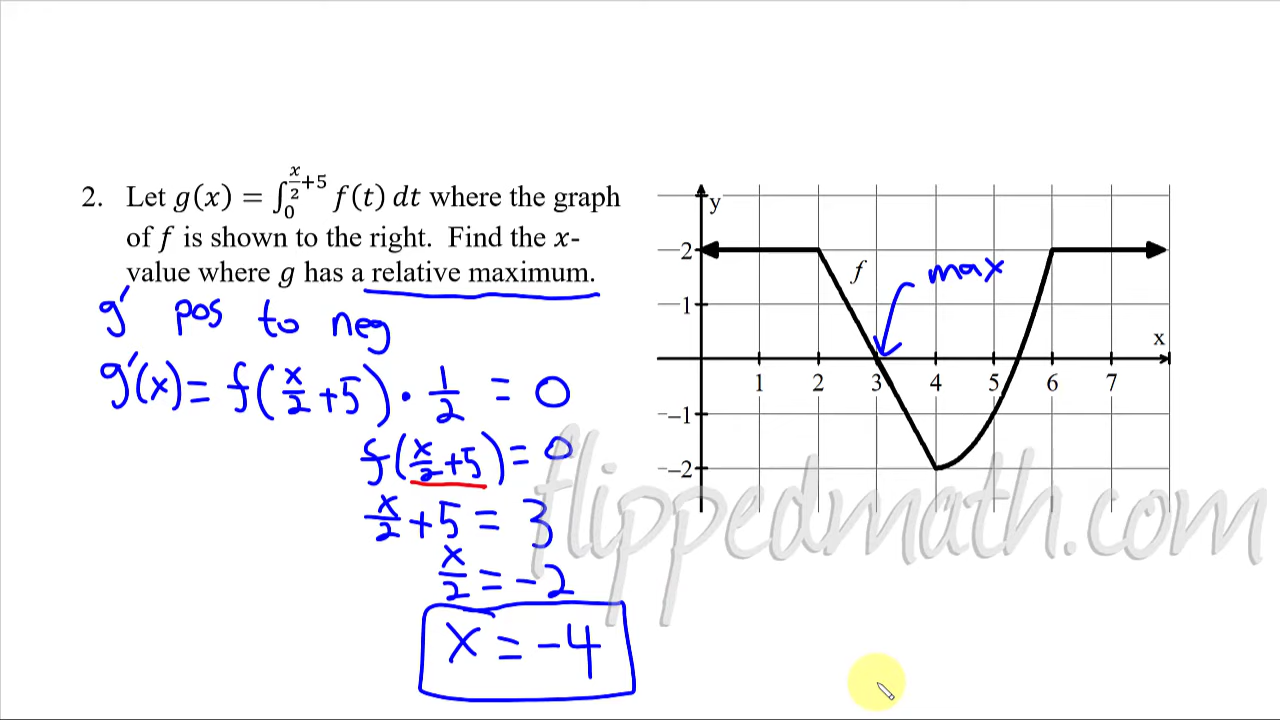 2. Let g(x) = ∫₀^(x/2+5) f(t) dt where the graph
of f is shown to the right. Find the x-
value where g has a relative maximum.
g' pos to neg
g'(x) = f(x/2 + 5) · 1/2 = 0
f(x/2 + 5) = 0
x/2 + 5 = 3
x/2 = -2
x = -4
y
2
f
max
1
x
1 2 3 4 5 6 7
−1
−2
flippedmath.com